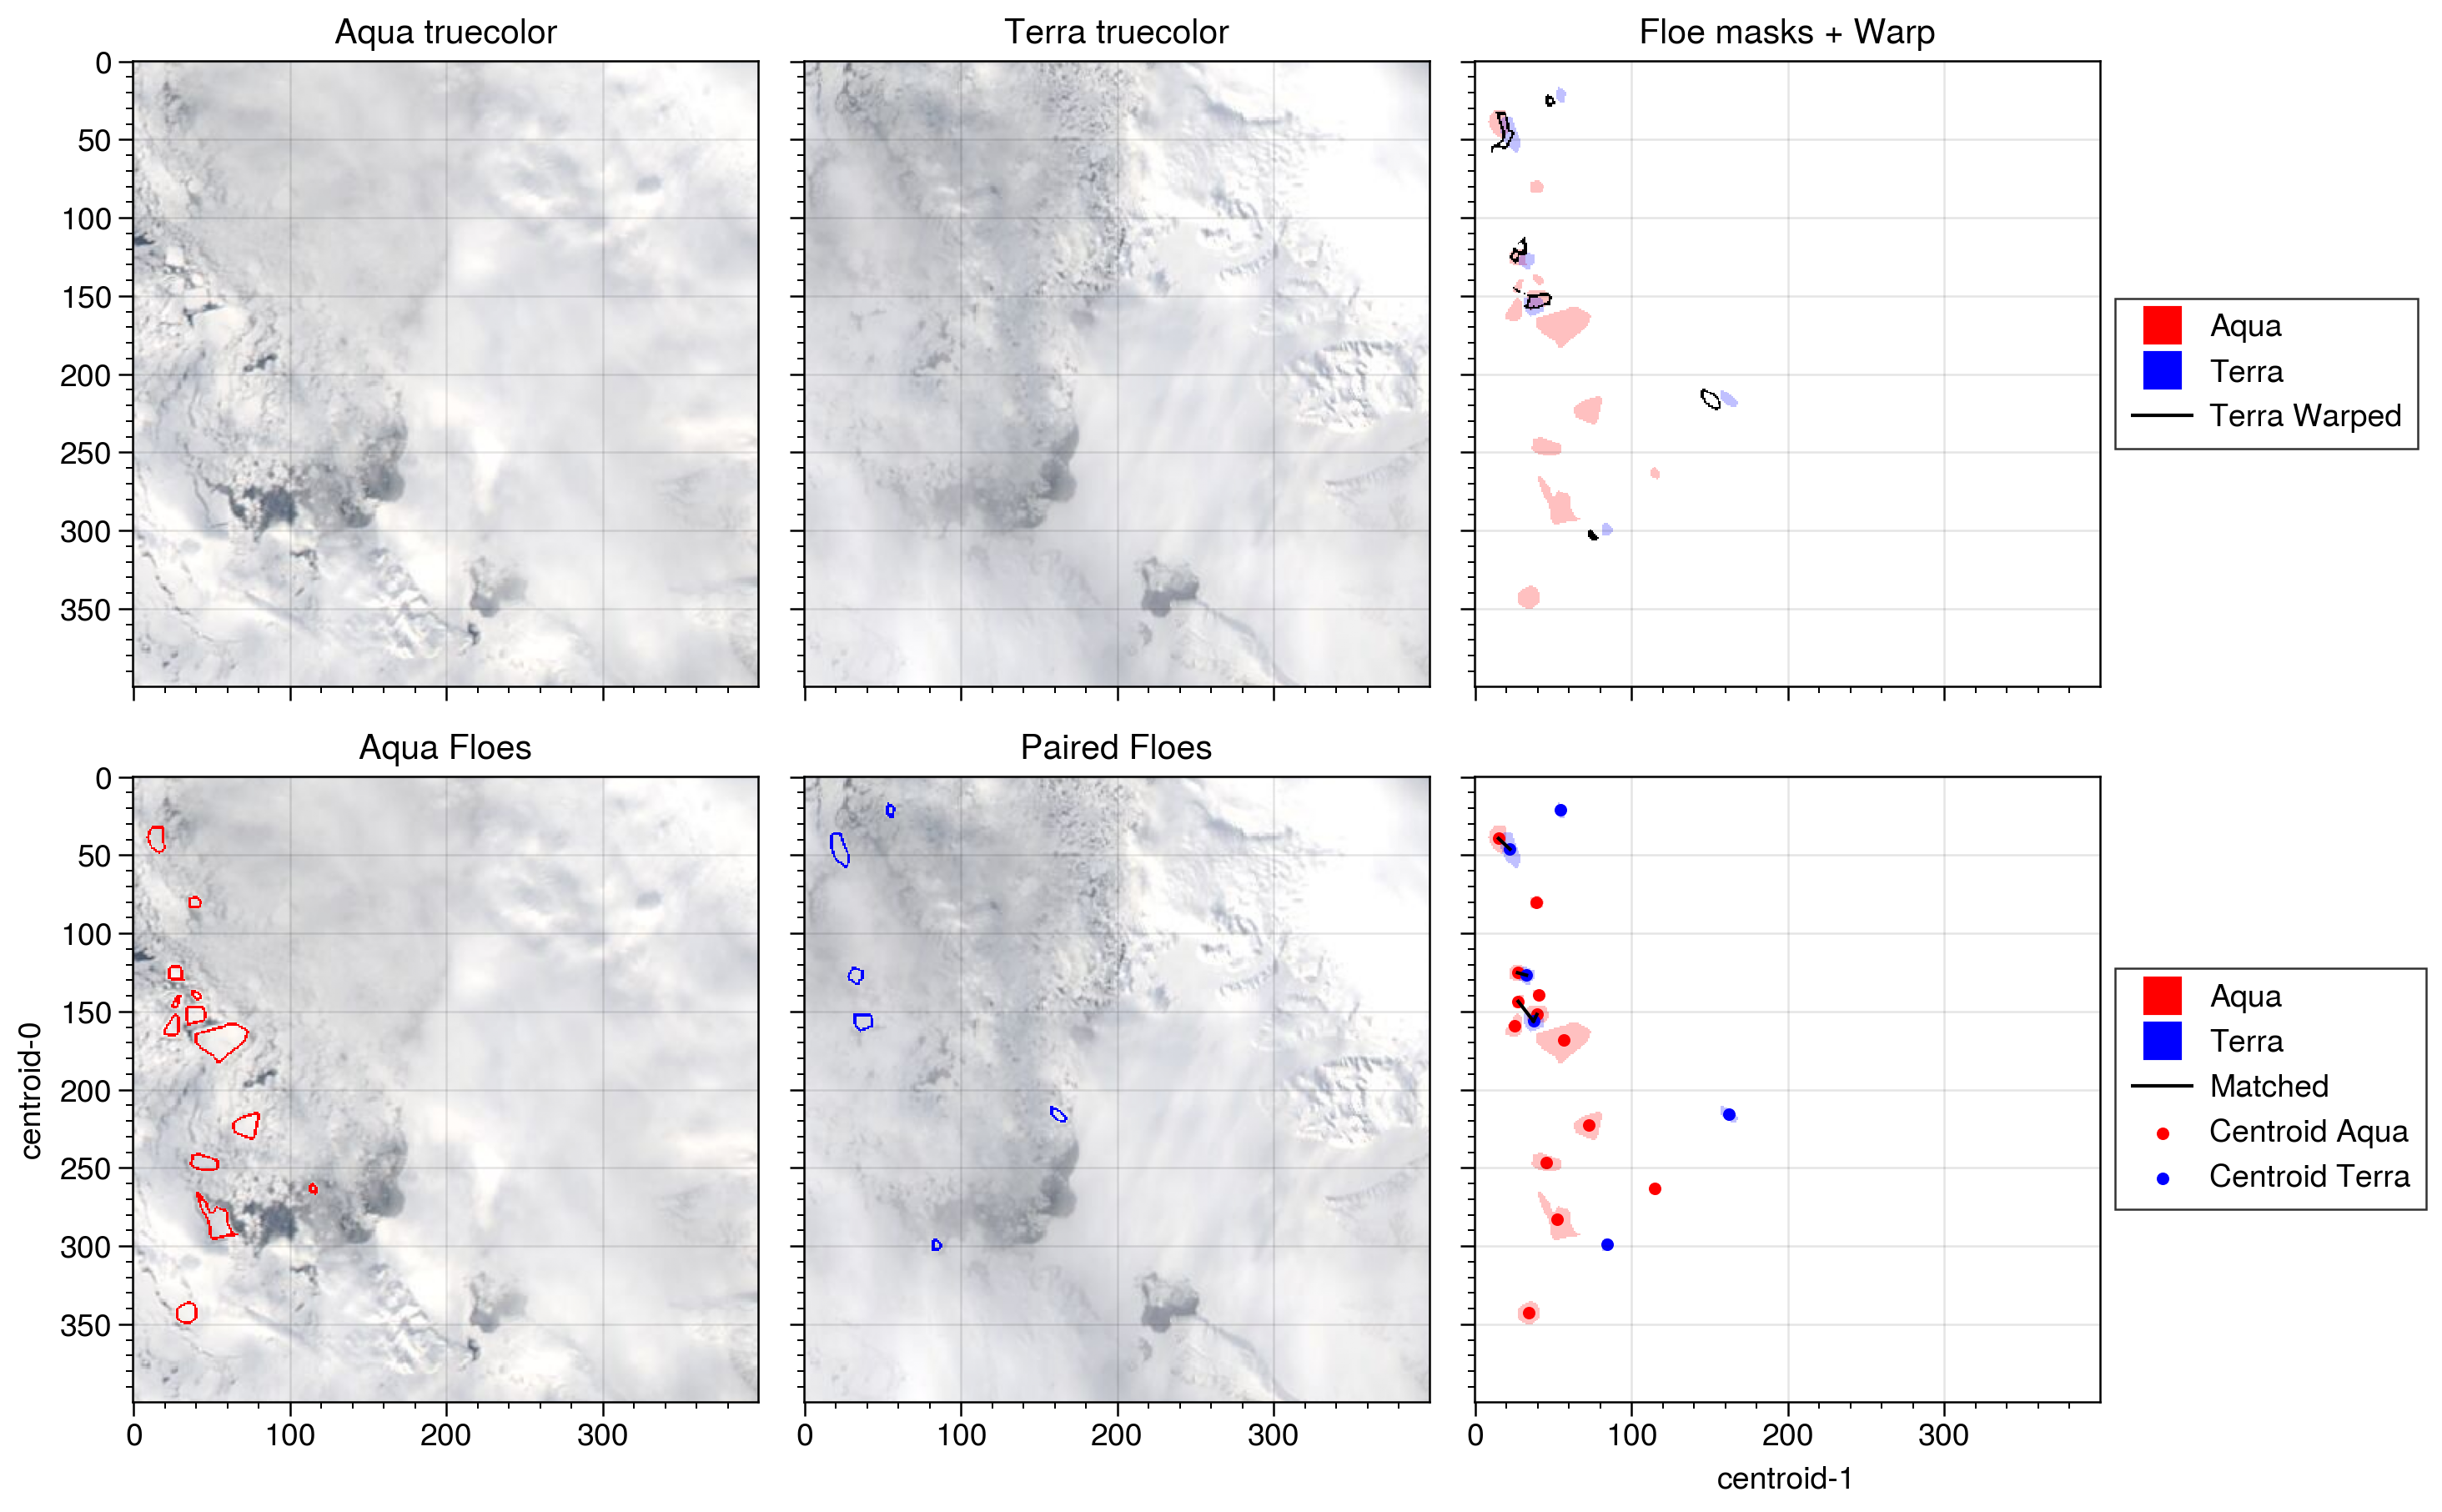 Aqua truecolor
Terra truecolor
Floe masks + Warp
0
50
100
150
200
250
300
350
Aqua
Terra
Terra Warped
Aqua Floes
Paired Floes
0
50
100
150
200
250
300
350
centroid-0
0 100 200 300
0 100 200 300
0 100 200 300
centroid-1
Aqua
Terra
Matched
Centroid Aqua
Centroid Terra